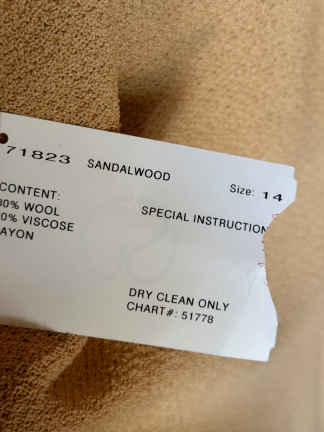 71823 SANDALWOOD Size: 14
CONTENT:
80% WOOL
0% VISCOSE
AYON
SPECIAL INSTRUCTION
DRY CLEAN ONLY
CHART#: 51778